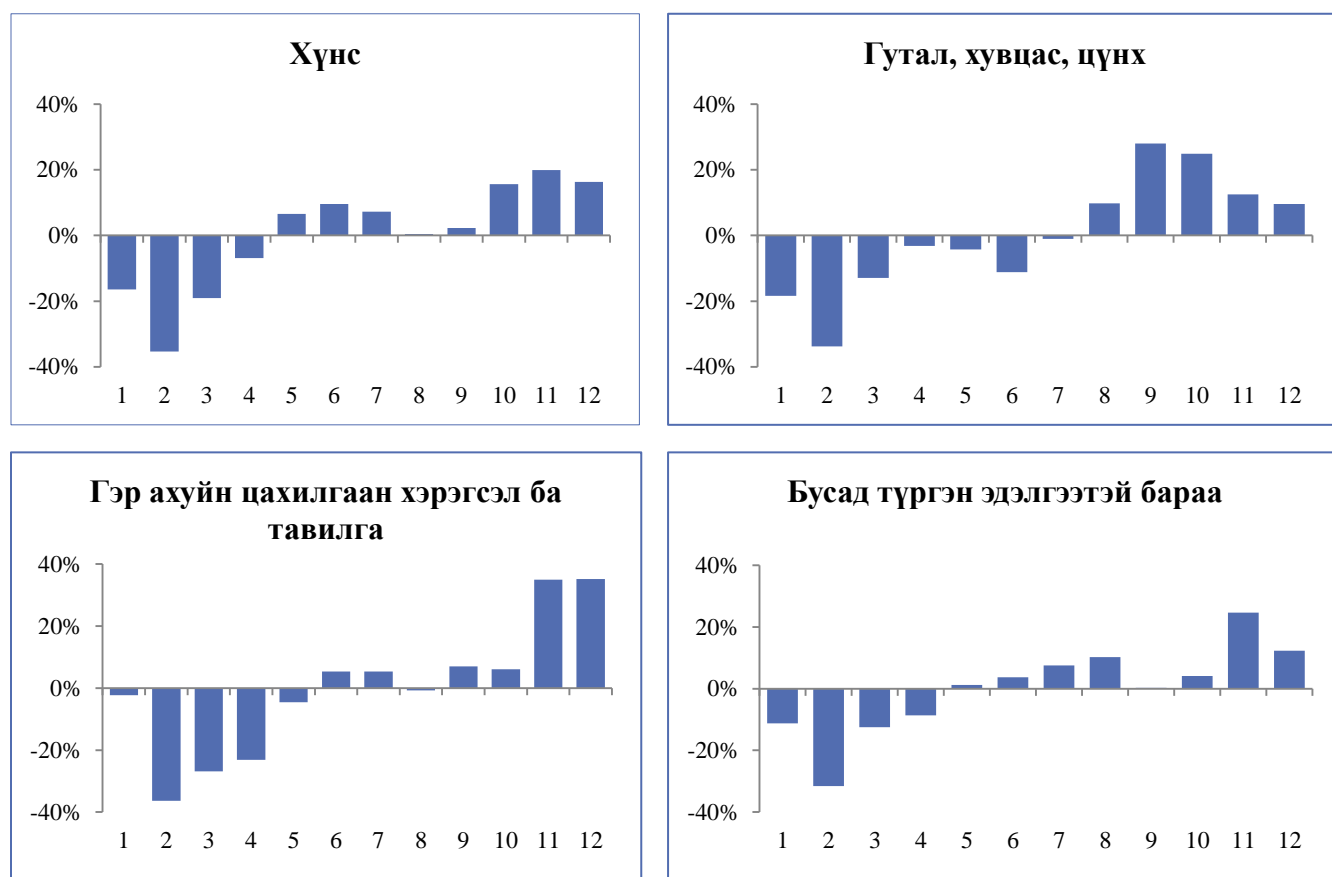 Хүнс
40%
20%
0%
-20%
-40%
1 2 3 4 5 6 7 8 9 10 11 12
Гутал, хувцас, цүнх
40%
20%
0%
-20%
-40%
1 2 3 4 5 6 7 8 9 10 11 12
Гэр ахуйн цахилгаан хэрэгсэл ба
тавилга
40%
20%
0%
-20%
-40%
1 2 3 4 5 6 7 8 9 10 11 12
Бусад түргэн эдэлгээтэй бараа
40%
20%
0%
-20%
-40%
1 2 3 4 5 6 7 8 9 10 11 12